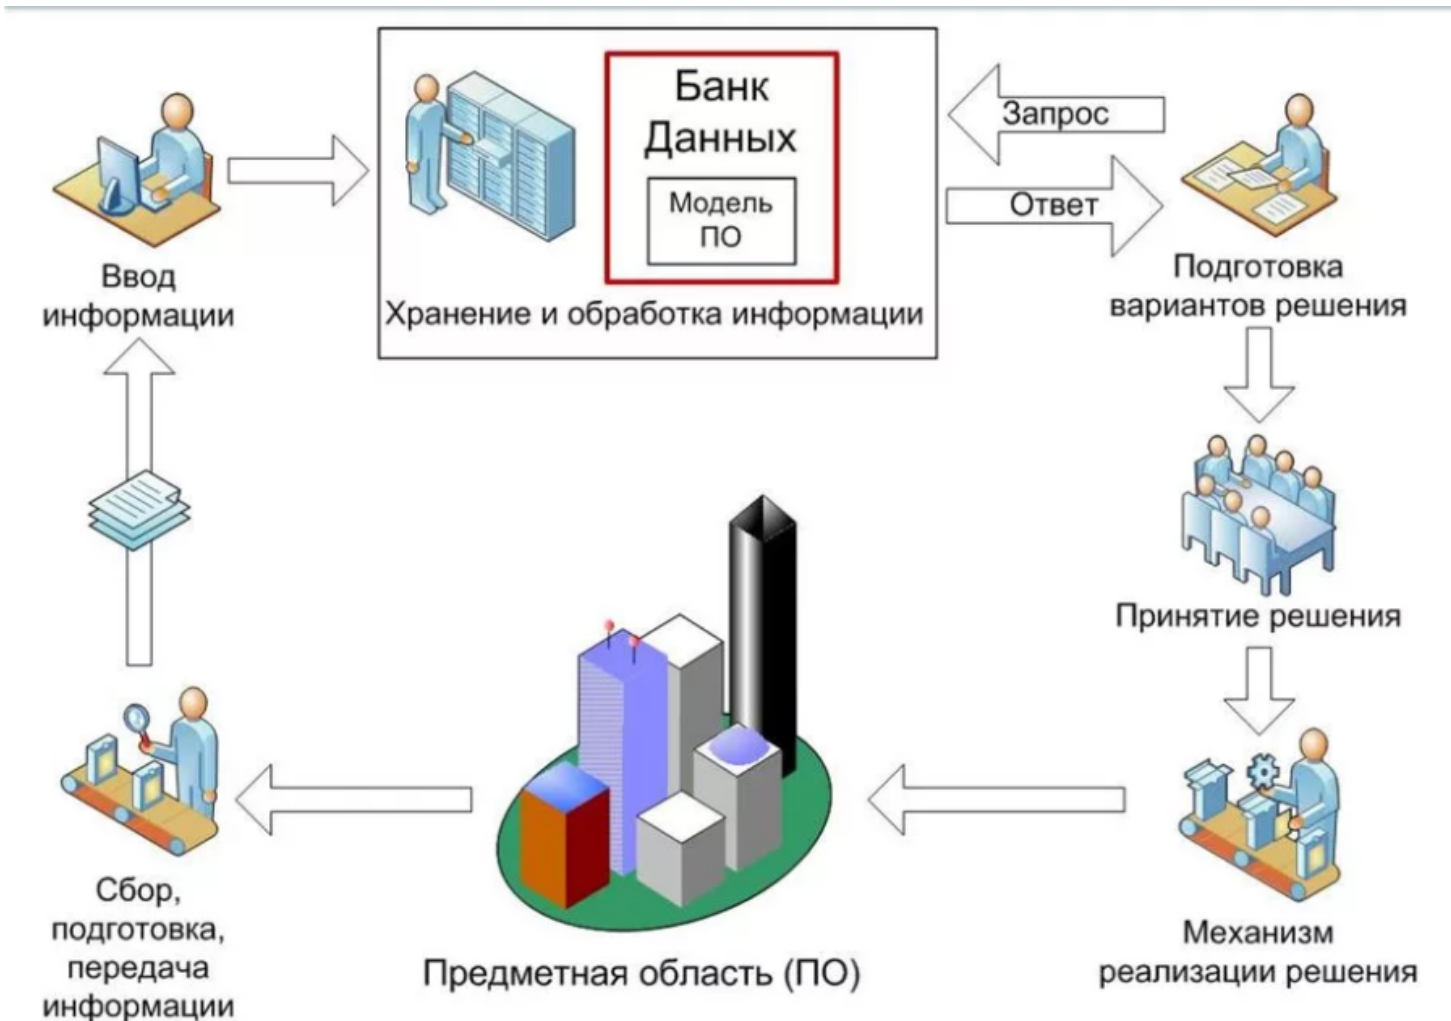 Банк
Данных
Модель
ПО
Хранение и обработка информации
Запрос
Ответ
Ввод
информации
Подготовка
вариантов решения
Принятие решения
Механизм
реализации решения
Предметная область (ПО)
Сбор,
подготовка,
передача
информации